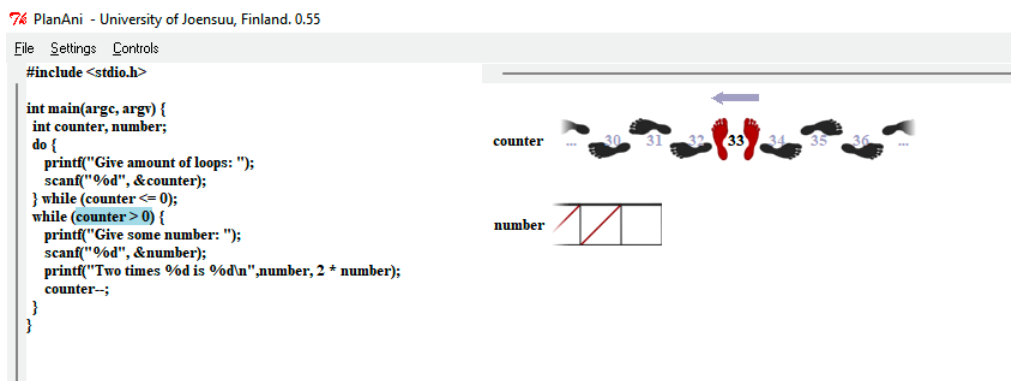 PlanAni - University of Joensuu, Finland. 0.55
File Settings Controls
#include <stdio.h>
int main(argc, argv) {
int counter, number;
do {
printf("Give amount of loops: ");
scanf("%d", &counter);
} while (counter <= 0);
while (counter > 0) {
printf("Give some number: ");
scanf("%d", &number);
printf("Two times %d is %d\n",number, 2 * number);
counter--;
}
}
counter ... 30 31 32 33 34 35 36 ...
number